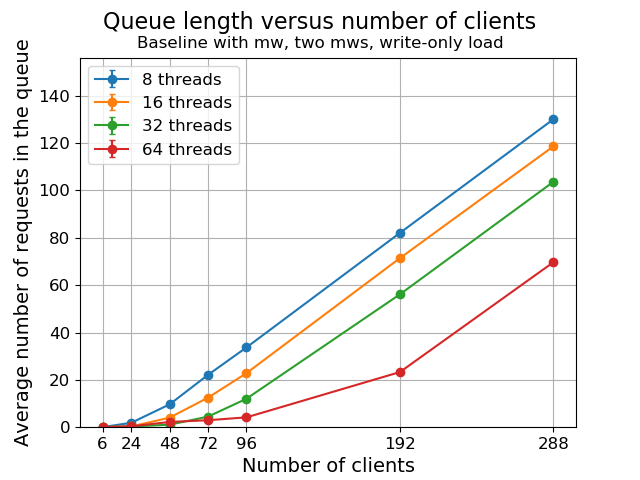 Queue length versus number of clients
Baseline with mw, two mws, write-only load
Average number of requests in the queue
8 threads
16 threads
32 threads
64 threads
140
120
100
80
60
40
20
0
6 24 48 72 96 192 288
Number of clients